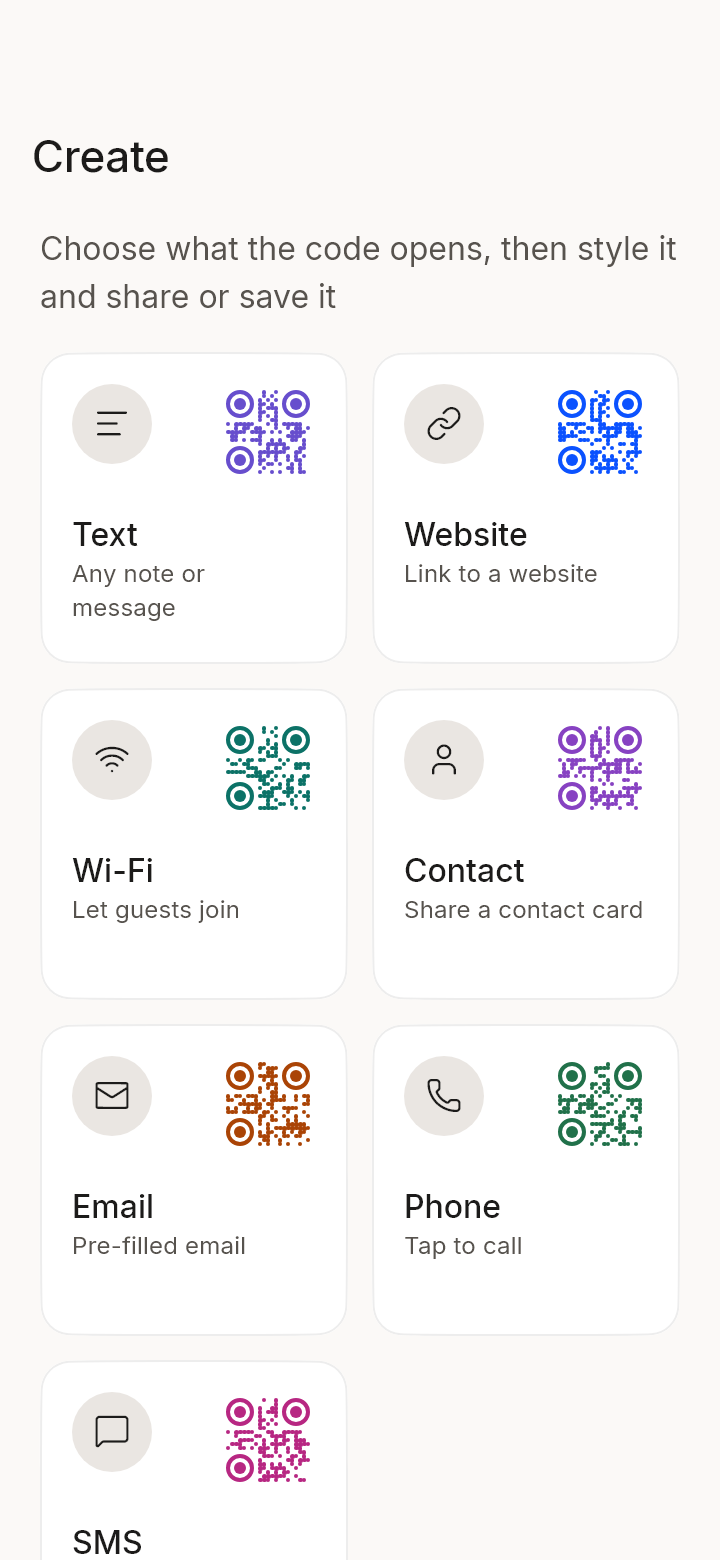 Create
Choose what the code opens, then style it
and share or save it
Text
Any note or
message
Website
Link to a website
Wi-Fi
Let guests join
Contact
Share a contact card
Email
Pre-filled email
Phone
Tap to call
SMS